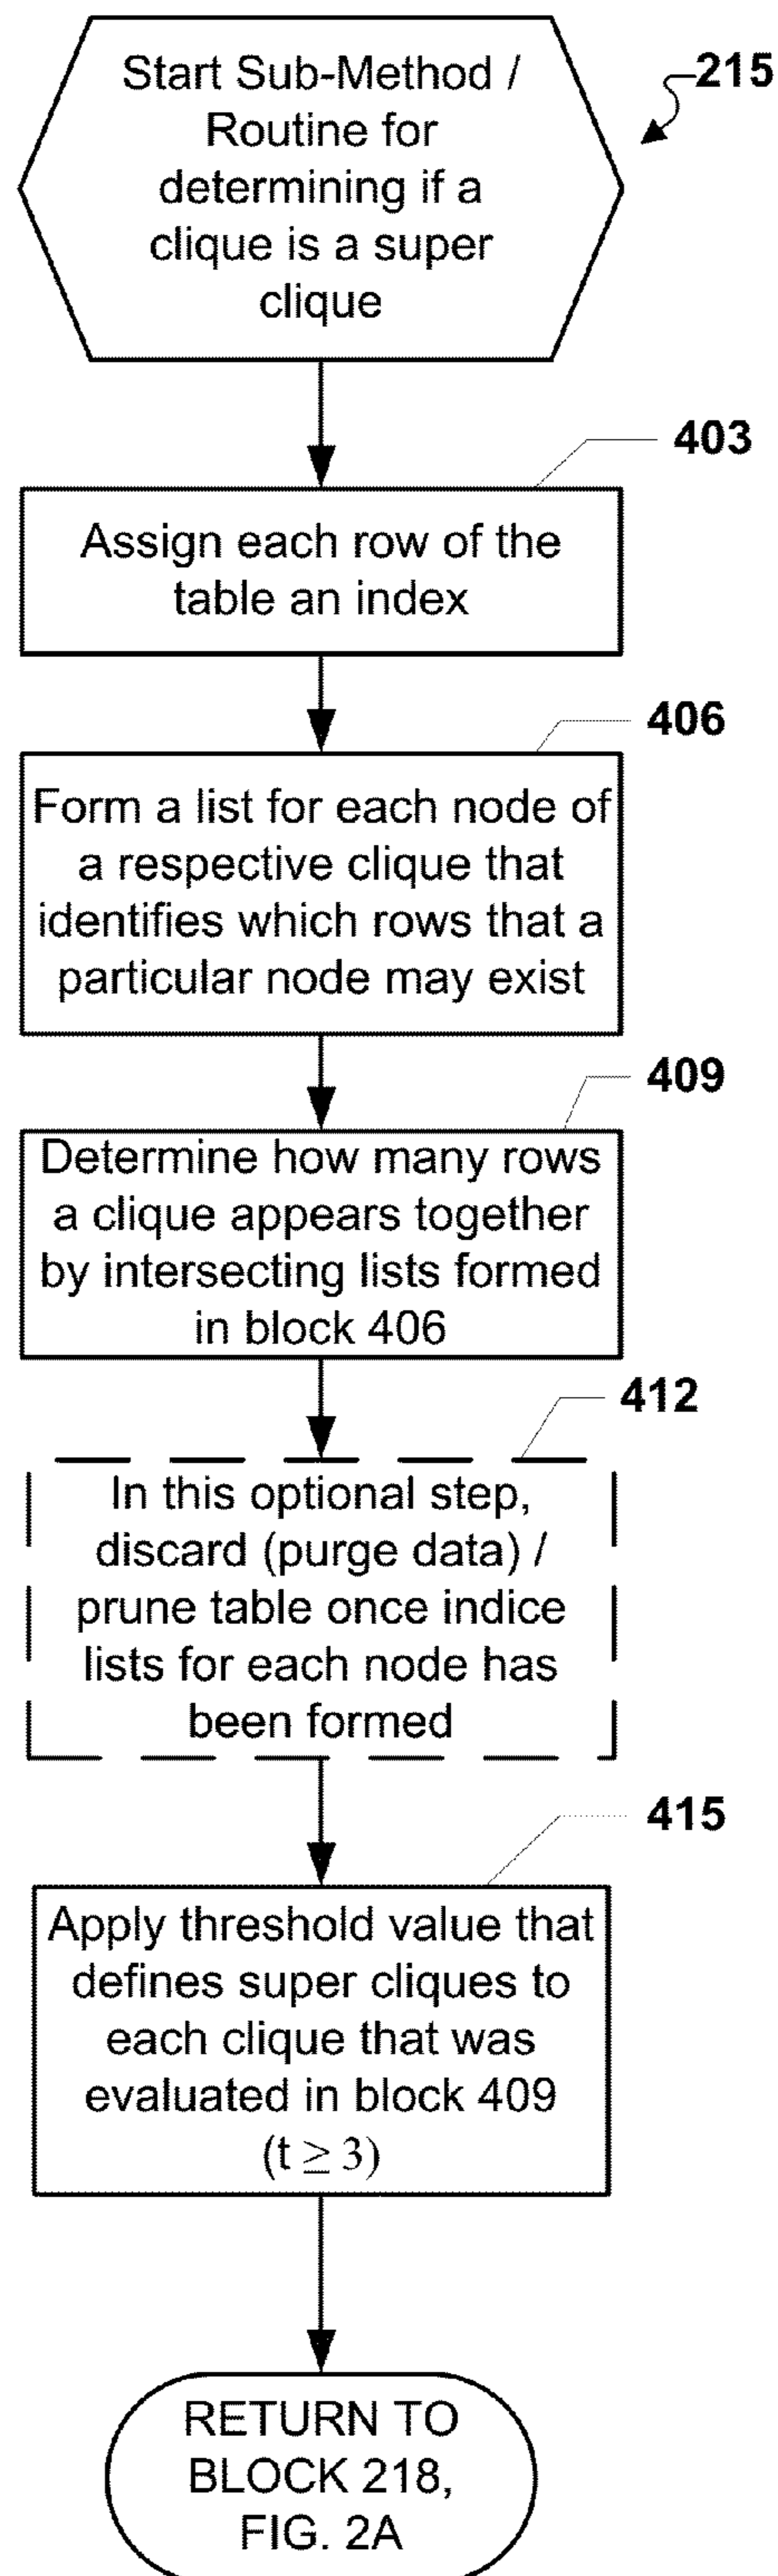 Start Sub-Method /
Routine for
determining if a
clique is a super
clique
215
403
Assign each row of the
table an index
406
Form a list for each node of
a respective clique that
identifies which rows that a
particular node may exist
409
Determine how many rows
a clique appears together
by intersecting lists formed
in block 406
412
In this optional step,
discard (purge data) /
prune table once indice
lists for each node has
been formed
415
Apply threshold value that
defines super cliques to
each clique that was
evaluated in block 409
(t ≥ 3)
RETURN TO
BLOCK 218,
FIG. 2A